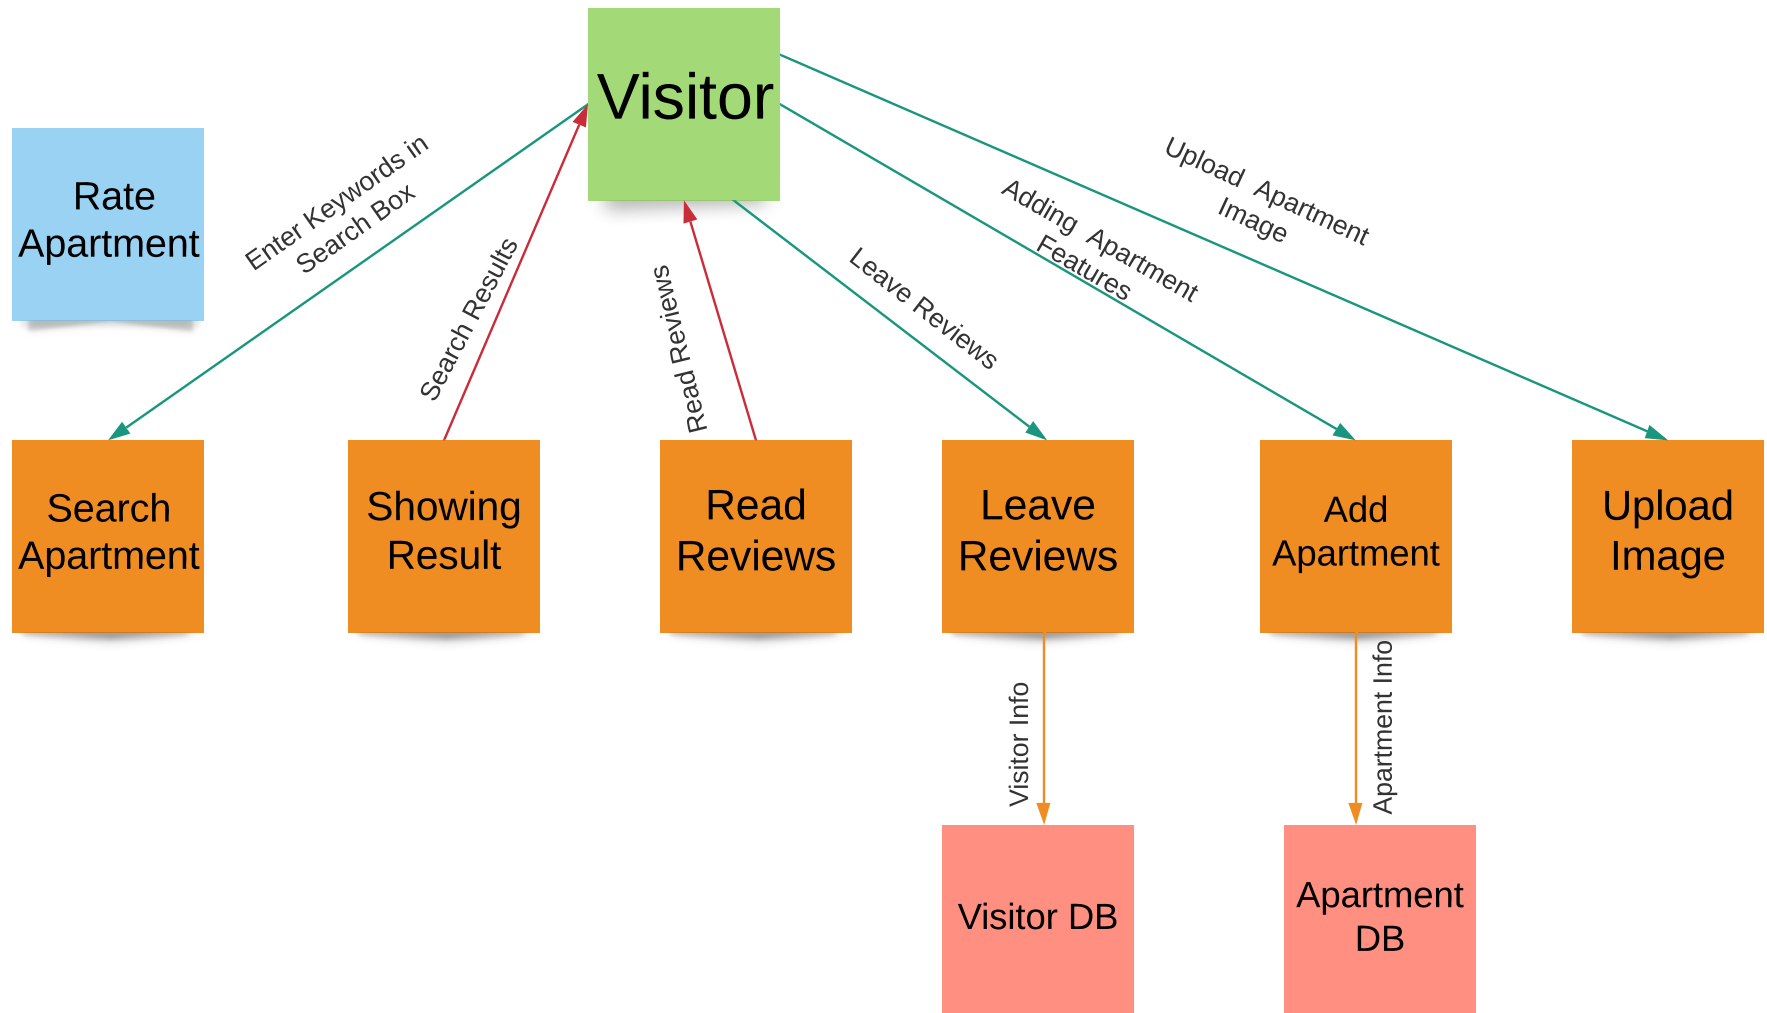 Visitor
Rate
Apartment
Enter Keywords in
Search Box
Search Results
Read Reviews
Leave Reviews
Adding  Apartment
Features
Upload  Apartment
Image
Search
Apartment
Showing
Result
Read
Reviews
Leave
Reviews
Add
Apartment
Upload
Image
Visitor Info
Apartment Info
Visitor DB
Apartment
DB